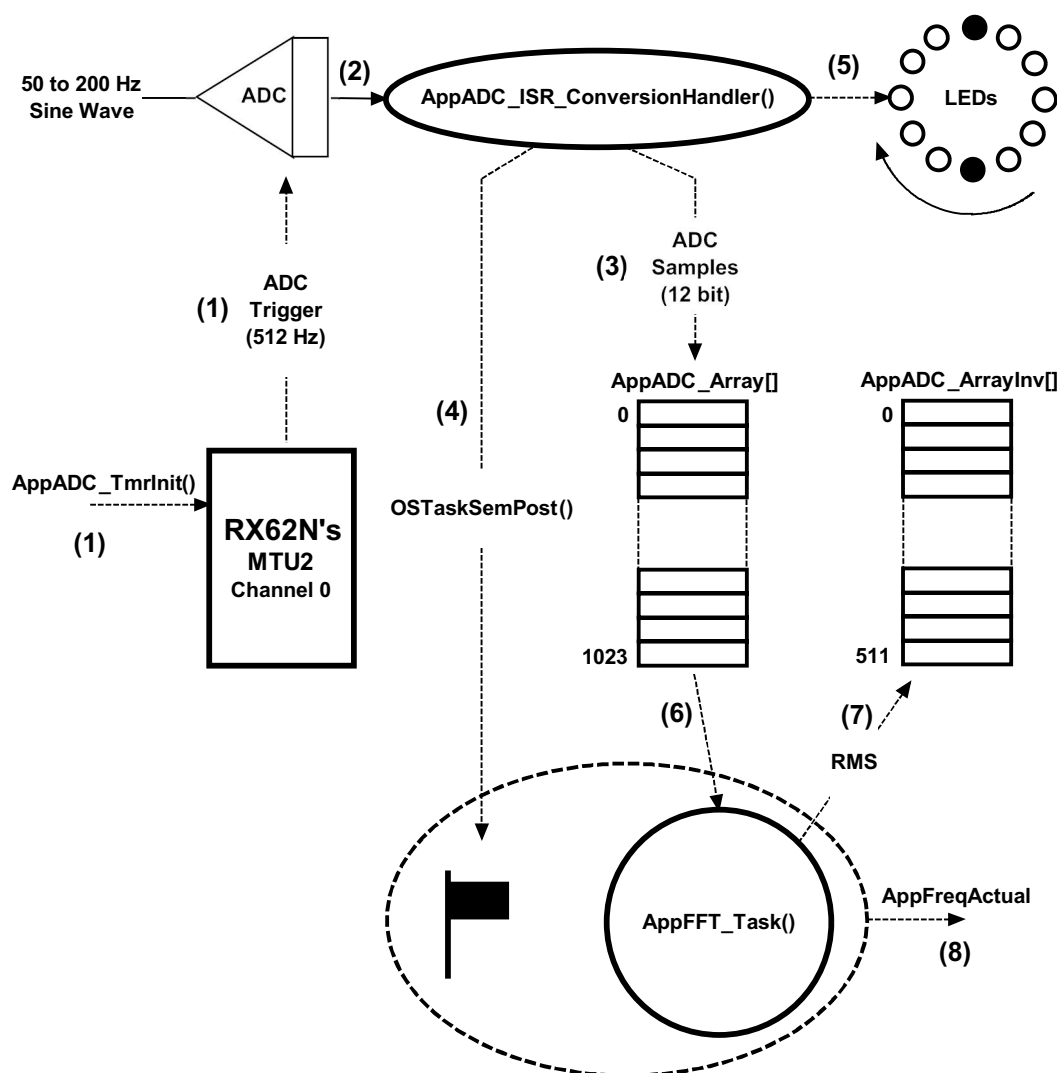 50 to 200 Hz
Sine Wave
ADC
(2)
AppADC_ISR_ConversionHandler()
(5)
LEDs
(1)
ADC
Trigger
(512 Hz)
(3)
ADC
Samples
(12 bit)
(4)
AppADC_Array[]
AppADC_ArrayInv[]
0
0
AppADC_TmrInit()
(1)
RX62N's
MTU2
Channel 0
OSTaskSemPost()
1023
511
(6)
(7)
RMS
AppFFT_Task()
AppFreqActual
(8)